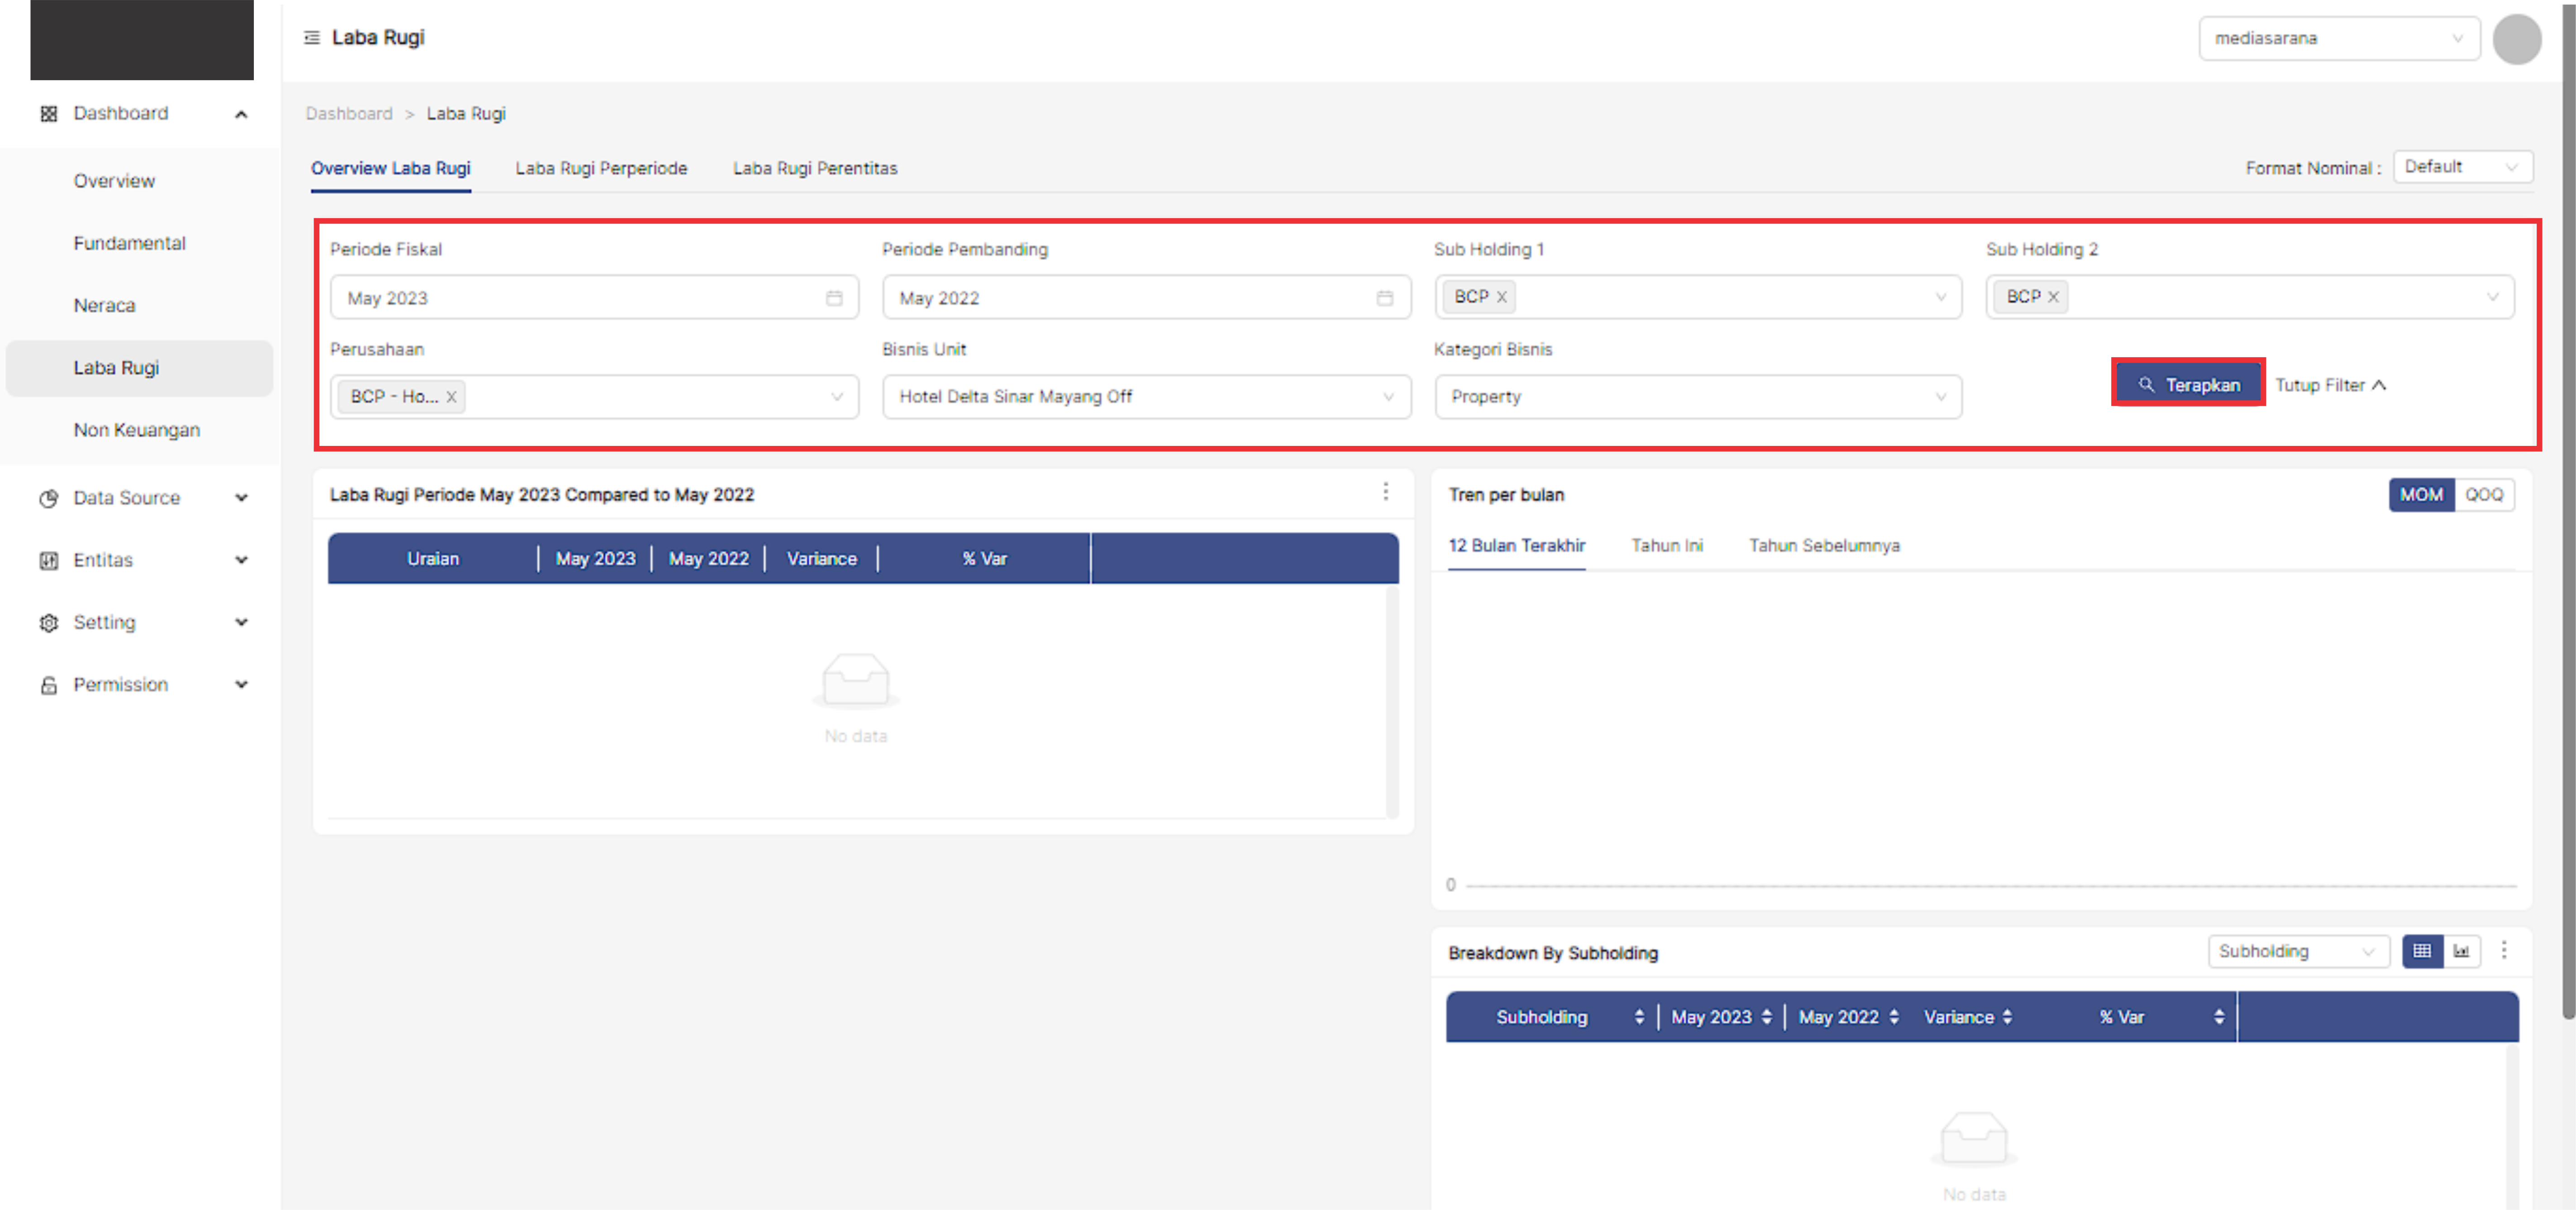 Laba Rugi
mediasarana
Dashboard
Overview
Fundamental
Neraca
Laba Rugi
Non Keuangan
Data Source
Entitas
Setting
Permission
Dashboard > Laba Rugi
Overview Laba Rugi Laba Rugi Perperiode Laba Rugi Perentitas
Format Nominal : Default
Periode Fiskal Periode Pembanding Sub Holding 1 Sub Holding 2
May 2023 May 2022 BCP X BCP X
Perusahaan Bisnis Unit Kategori Bisnis
BCP - Ho... X Hotel Delta Sinar Mayang Off Property
Terapkan Tutup Filter
Laba Rugi Periode May 2023 Compared to May 2022
Uraian May 2023 May 2022 Variance % Var
No data
Tren per bulan
MOM QOQ
12 Bulan Terakhir Tahun Ini Tahun Sebelumnya
0
Breakdown By Subholding
Subholding
Subholding May 2023 May 2022 Variance % Var
No data